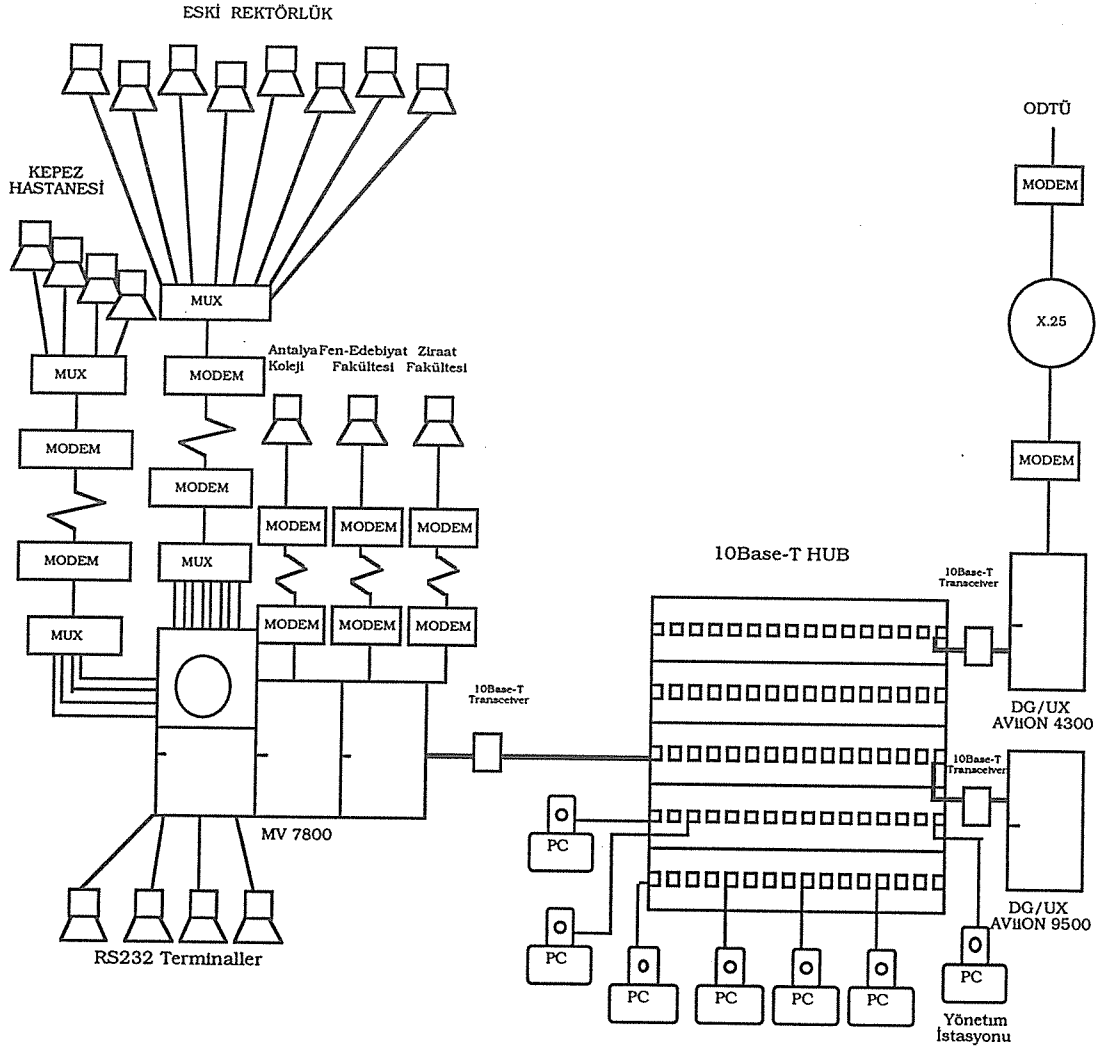 ESKİ REKTÖRLÜK
ODTÜ
KEPEZ
HASTANESİ
MODEM
MUX
X.25
Antalya
Koleji
Fen-Edebiyat
Fakültesi
Ziraat
Fakültesi
MUX
MODEM
MODEM
MODEM
MODEM
MODEM
MODEM
MODEM
MODEM
MUX
10Base-T HUB
10Base-T
Transceiver
MODEM
MODEM
MODEM
MUX
10Base-T
Transceiver
DG/UX
AViiON 4300
10Base-T
Transceiver
MV 7800
PC
DG/UX
AViiON 9500
RS232 Terminaller
PC
PC
PC
PC
PC
PC
Yönetim
İstasyonu